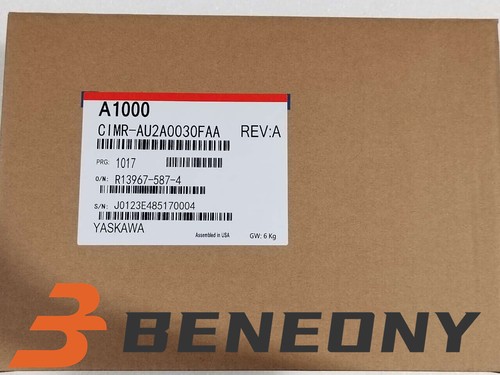 A1000
CIMR-AU2A0030FAA REV:A
PRG: 1017
O/N: R13967-587-4
S/N: J0123E485170004
YASKAWA Assembled in USA GW: 6 Kg
BENEONY